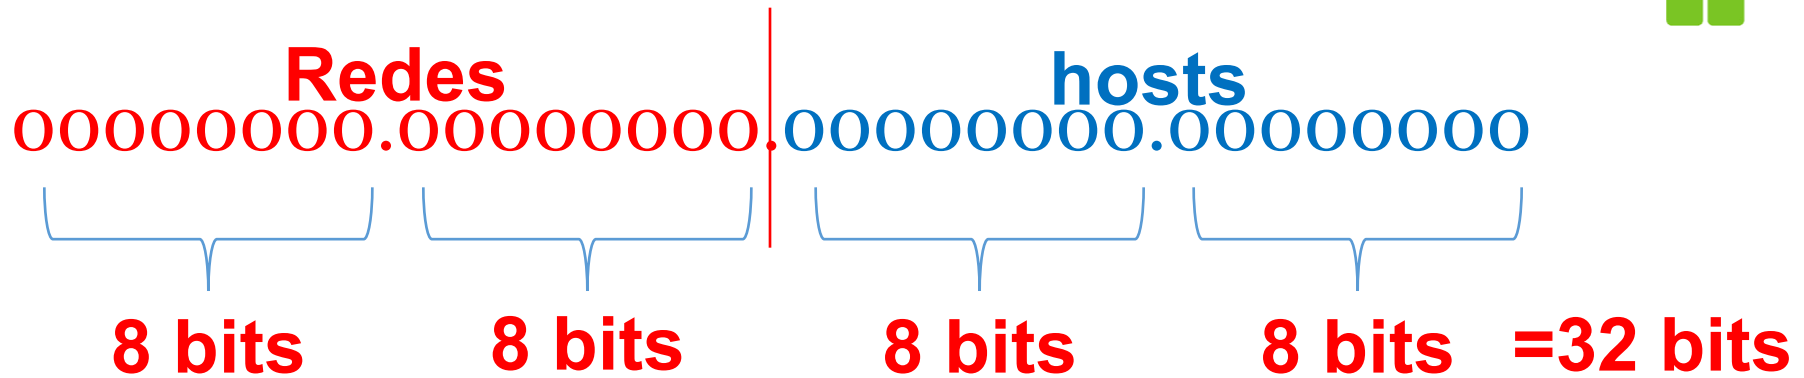 Redes hosts
00000000.00000000.00000000.00000000
8 bits 8 bits 8 bits 8 bits =32 bits